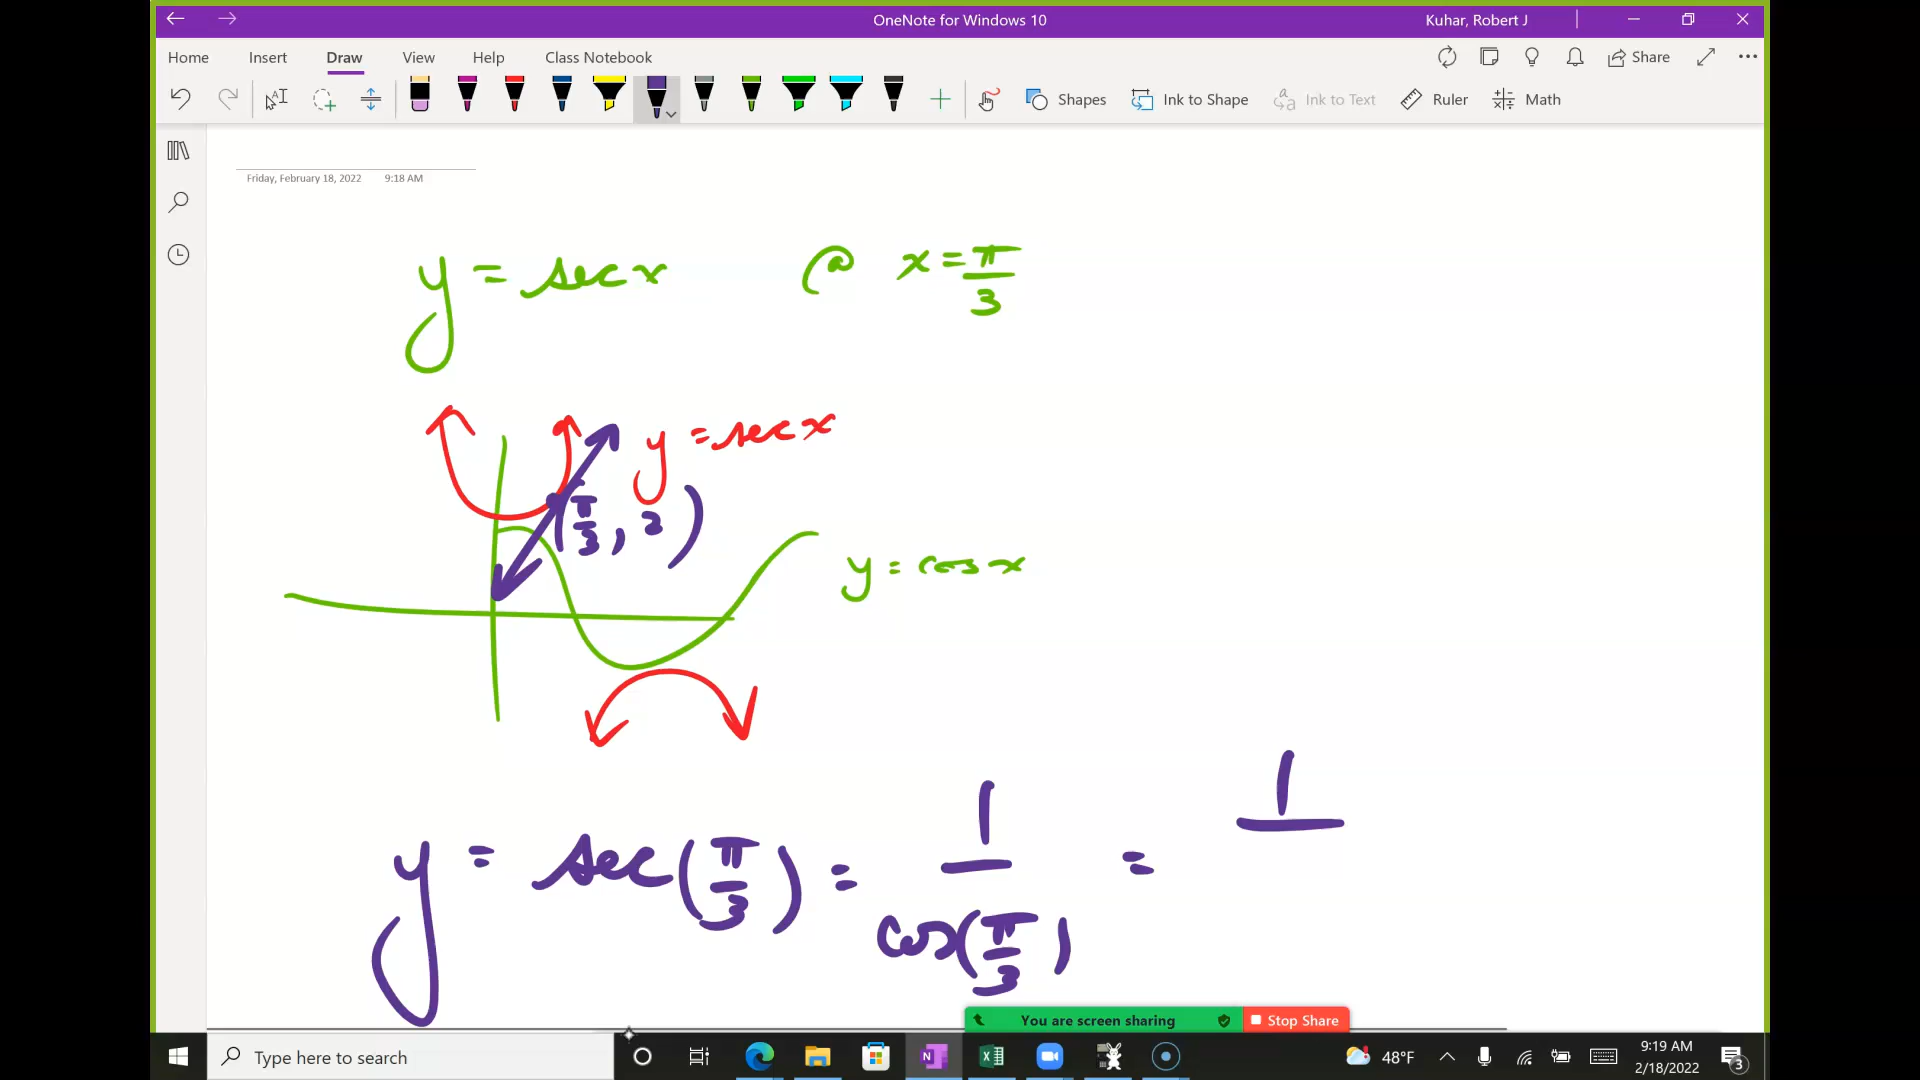 OneNote for Windows 10
Kuhar, Robert J
Home Insert Draw View Help Class Notebook
Share
Shapes Ink to Shape Ink to Text Ruler Math
Friday, February 18, 2022 9:18 AM
y = sec x @ x = π/3
y = sec x
(π/3, 2)
y = cos x
y = sec(π/3) = 1/cos(π/3) = 1
You are screen sharing
Stop Share
Type here to search
48°F
9:19 AM
2/18/2022
3